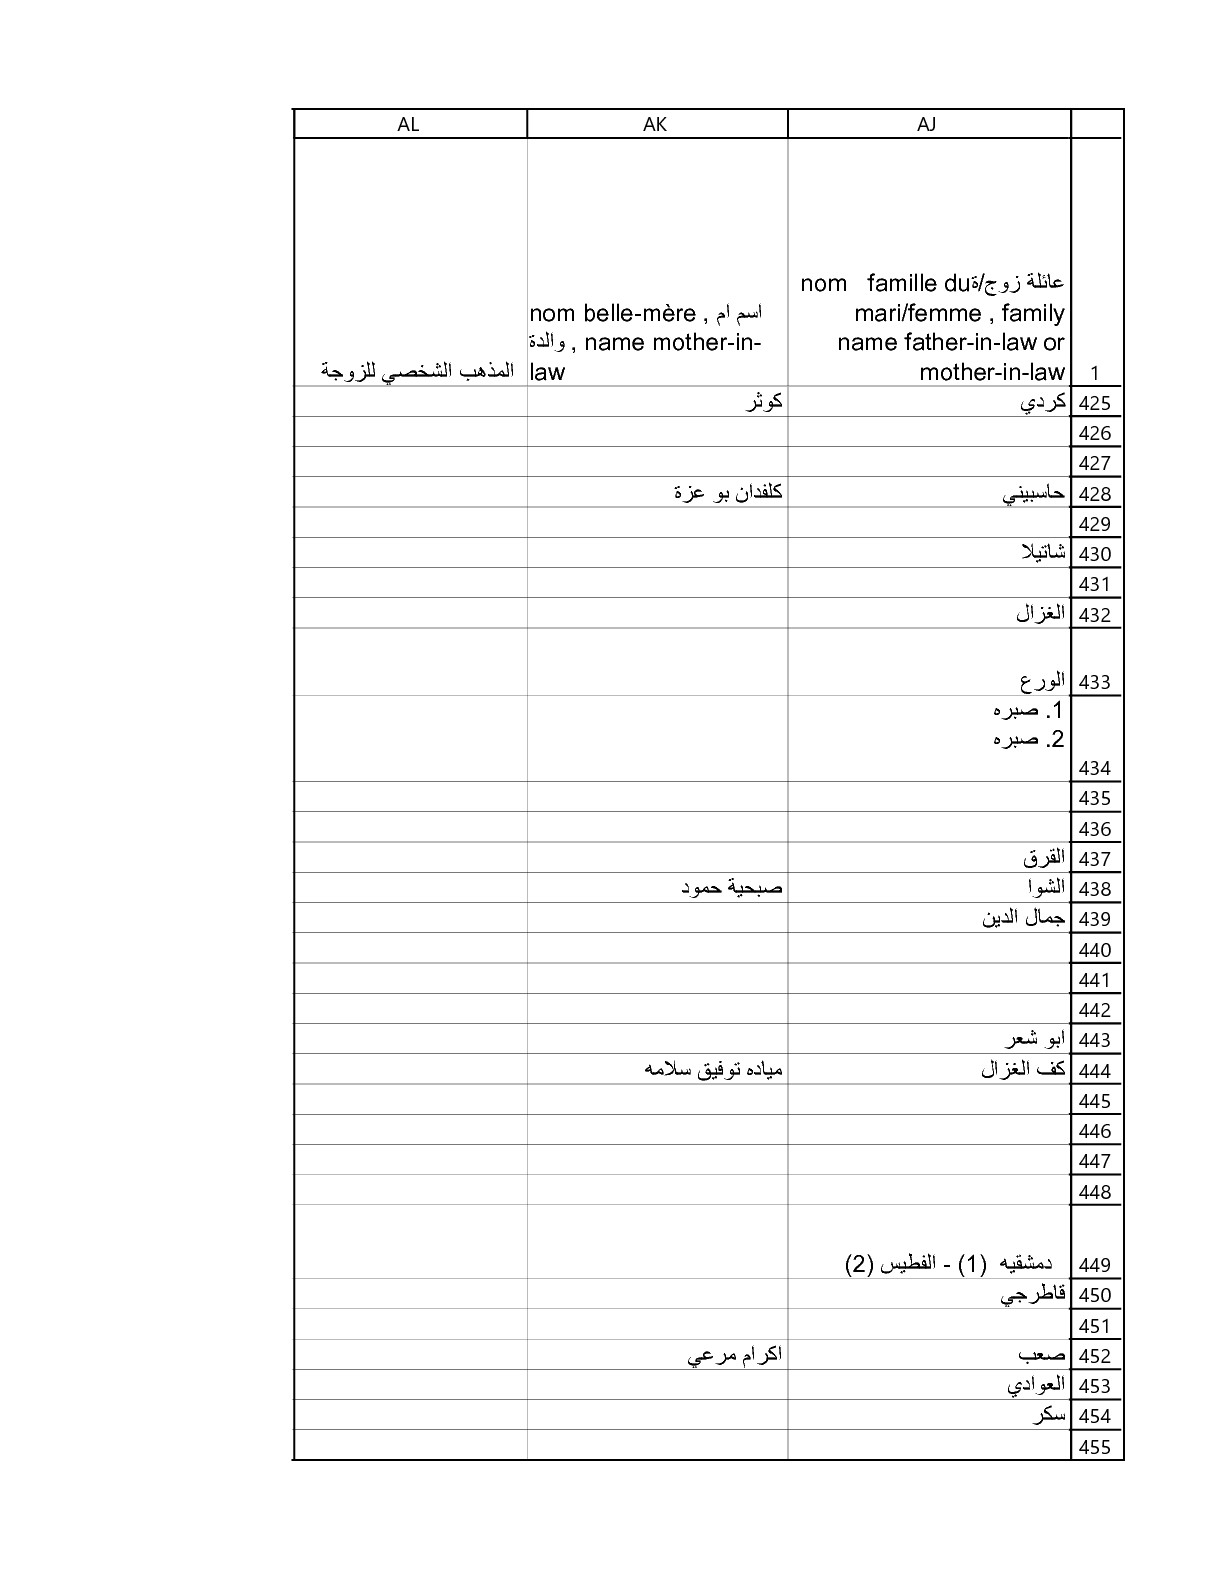 AJ AK AL
عائلة زوج/ة nom famille du
mari/femme , family
name father-in-law or
mother-in-law
اسم ام , nom belle-mère
والدة , name mother-in-
law
المذهب الشخصي للزوجة
1
425 كردي كوثر
426
427
428 حاسبيني كلفدان بو عزة
429
430 شاتيلا
431
432 الغزال
433 الورع
1. صبره
2. صبره
434
435
436
437 القرق
438 الشوا صبحية حمود
439 جمال الدين
440
441
442
443 ابو شعر
444 كف الغزال مياده توفيق سلامه
445
446
447
448
449 دمشقيه (1) - الفطيس (2)
450 قاطرجي
451
452 صعب اكرام مرعي
453 العوادي
454 سكر
455